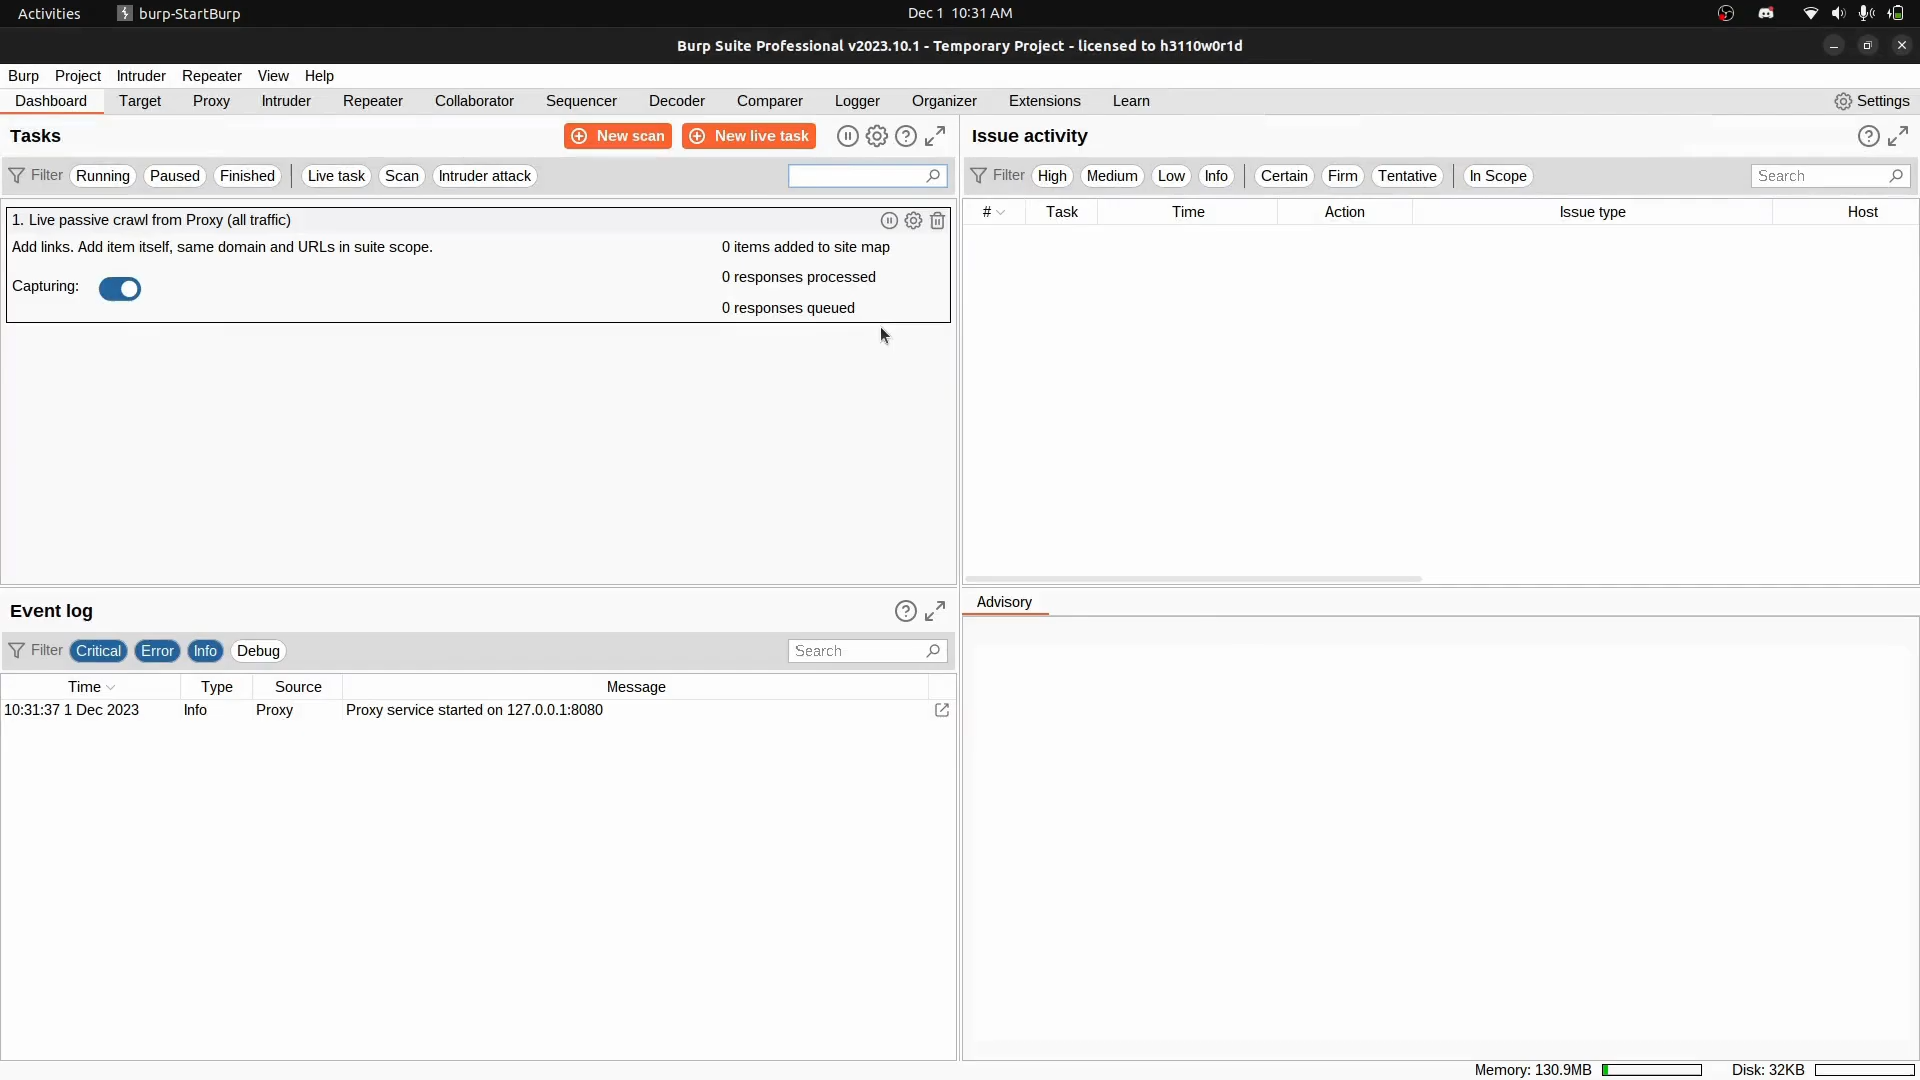 Activities burp-StartBurp Dec 1 10:31 AM
Burp Suite Professional v2023.10.1 - Temporary Project - licensed to h3110w0r1d
Burp Project Intruder Repeater View Help
Dashboard Target Proxy Intruder Repeater Collaborator Sequencer Decoder Comparer Logger Organizer Extensions Learn Settings
Tasks New scan New live task
Filter Running Paused Finished Live task Scan Intruder attack
1. Live passive crawl from Proxy (all traffic)
Add links. Add item itself, same domain and URLs in suite scope. 0 items added to site map
0 responses processed
Capturing:
0 responses queued
Issue activity
Filter High Medium Low Info Certain Firm Tentative In Scope Search
# Task Time Action Issue type Host
Event log
Filter Critical Error Info Debug Search
Time Type Source Message
10:31:37 1 Dec 2023 Info Proxy Proxy service started on 127.0.0.1:8080
Advisory
Memory: 130.9MB Disk: 32KB